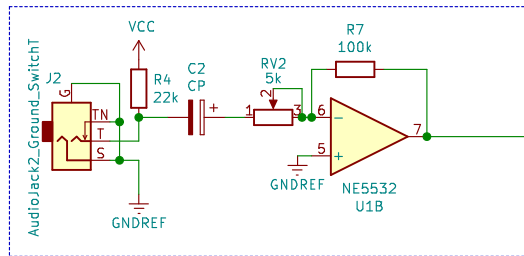 VCC
J2
AudioJack2_Ground_SwitchT
G
TN
T
S
R4
22k
C2
CP
+
RV2
5k
1
2
3
R7
100k
6
5
7
−
+
NE5532
U1B
GNDREF
GNDREF